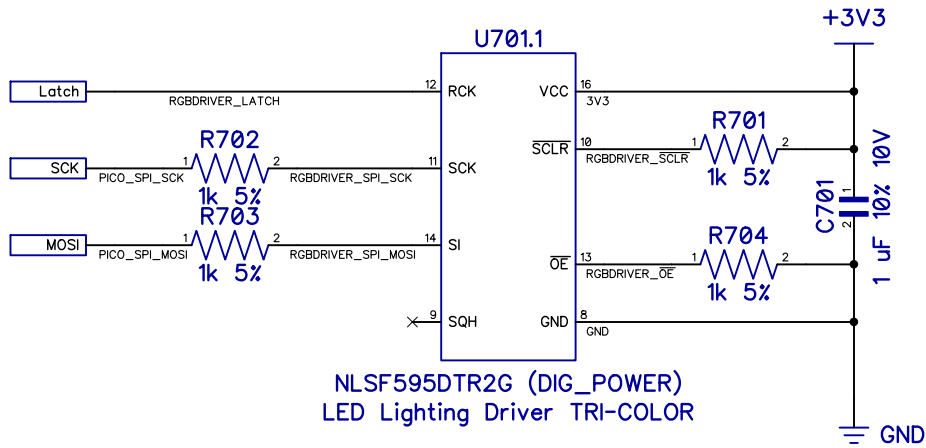 +3V3
U701.1
Latch
RGBDRIVER_LATCH
12
RCK
VCC
16
3V3
R702
R701
SCK
1
2
PICO_SPI_SCK
RGBDRIVER_SPI_SCK
1k 5%
11
SCK
SCLR
10
RGBDRIVER_SCLR
1
2
1k 5%
R703
MOSI
1
2
PICO_SPI_MOSI
RGBDRIVER_SPI_MOSI
1k 5%
14
SI
R704
OE
13
RGBDRIVER_OE
1
2
1k 5%
C701
1
2
1 uF 10% 10V
9
SQH
GND
8
GND
NLSF595DTR2G (DIG_POWER)
LED Lighting Driver TRI-COLOR
GND